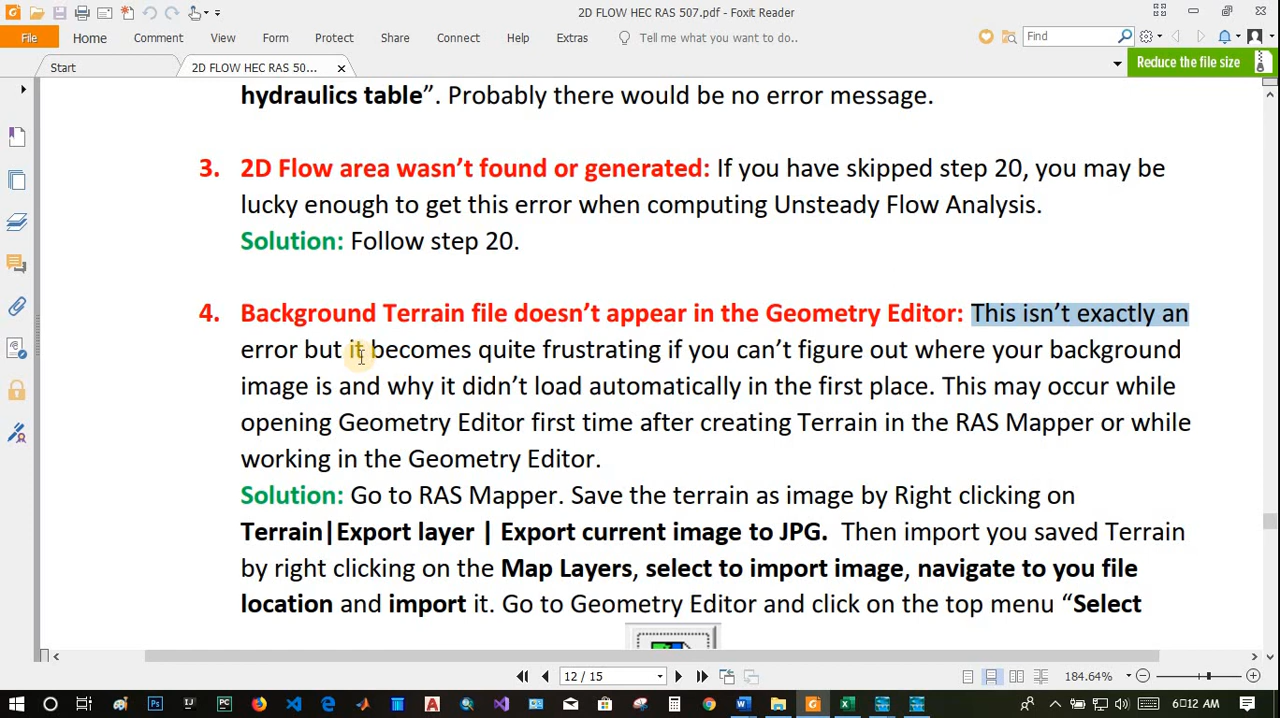 2D FLOW HEC RAS 507.pdf - Foxit Reader
File Home Comment View Form Protect Share Connect Help Extras Tell me what you want to do.. Find
Start 2D FLOW HEC RAS 50... Reduce the file size
hydraulics table”. Probably there would be no error message.
3. 2D Flow area wasn’t found or generated: If you have skipped step 20, you may be
lucky enough to get this error when computing Unsteady Flow Analysis.
Solution: Follow step 20.
4. Background Terrain file doesn’t appear in the Geometry Editor: This isn’t exactly an
error but it becomes quite frustrating if you can’t figure out where your background
image is and why it didn’t load automatically in the first place. This may occur while
opening Geometry Editor first time after creating Terrain in the RAS Mapper or while
working in the Geometry Editor.
Solution: Go to RAS Mapper. Save the terrain as image by Right clicking on
Terrain|Export layer | Export current image to JPG. Then import you saved Terrain
by right clicking on the Map Layers, select to import image, navigate to you file
location and import it. Go to Geometry Editor and click on the top menu “Select
12 / 15 184.64%
6:12 AM